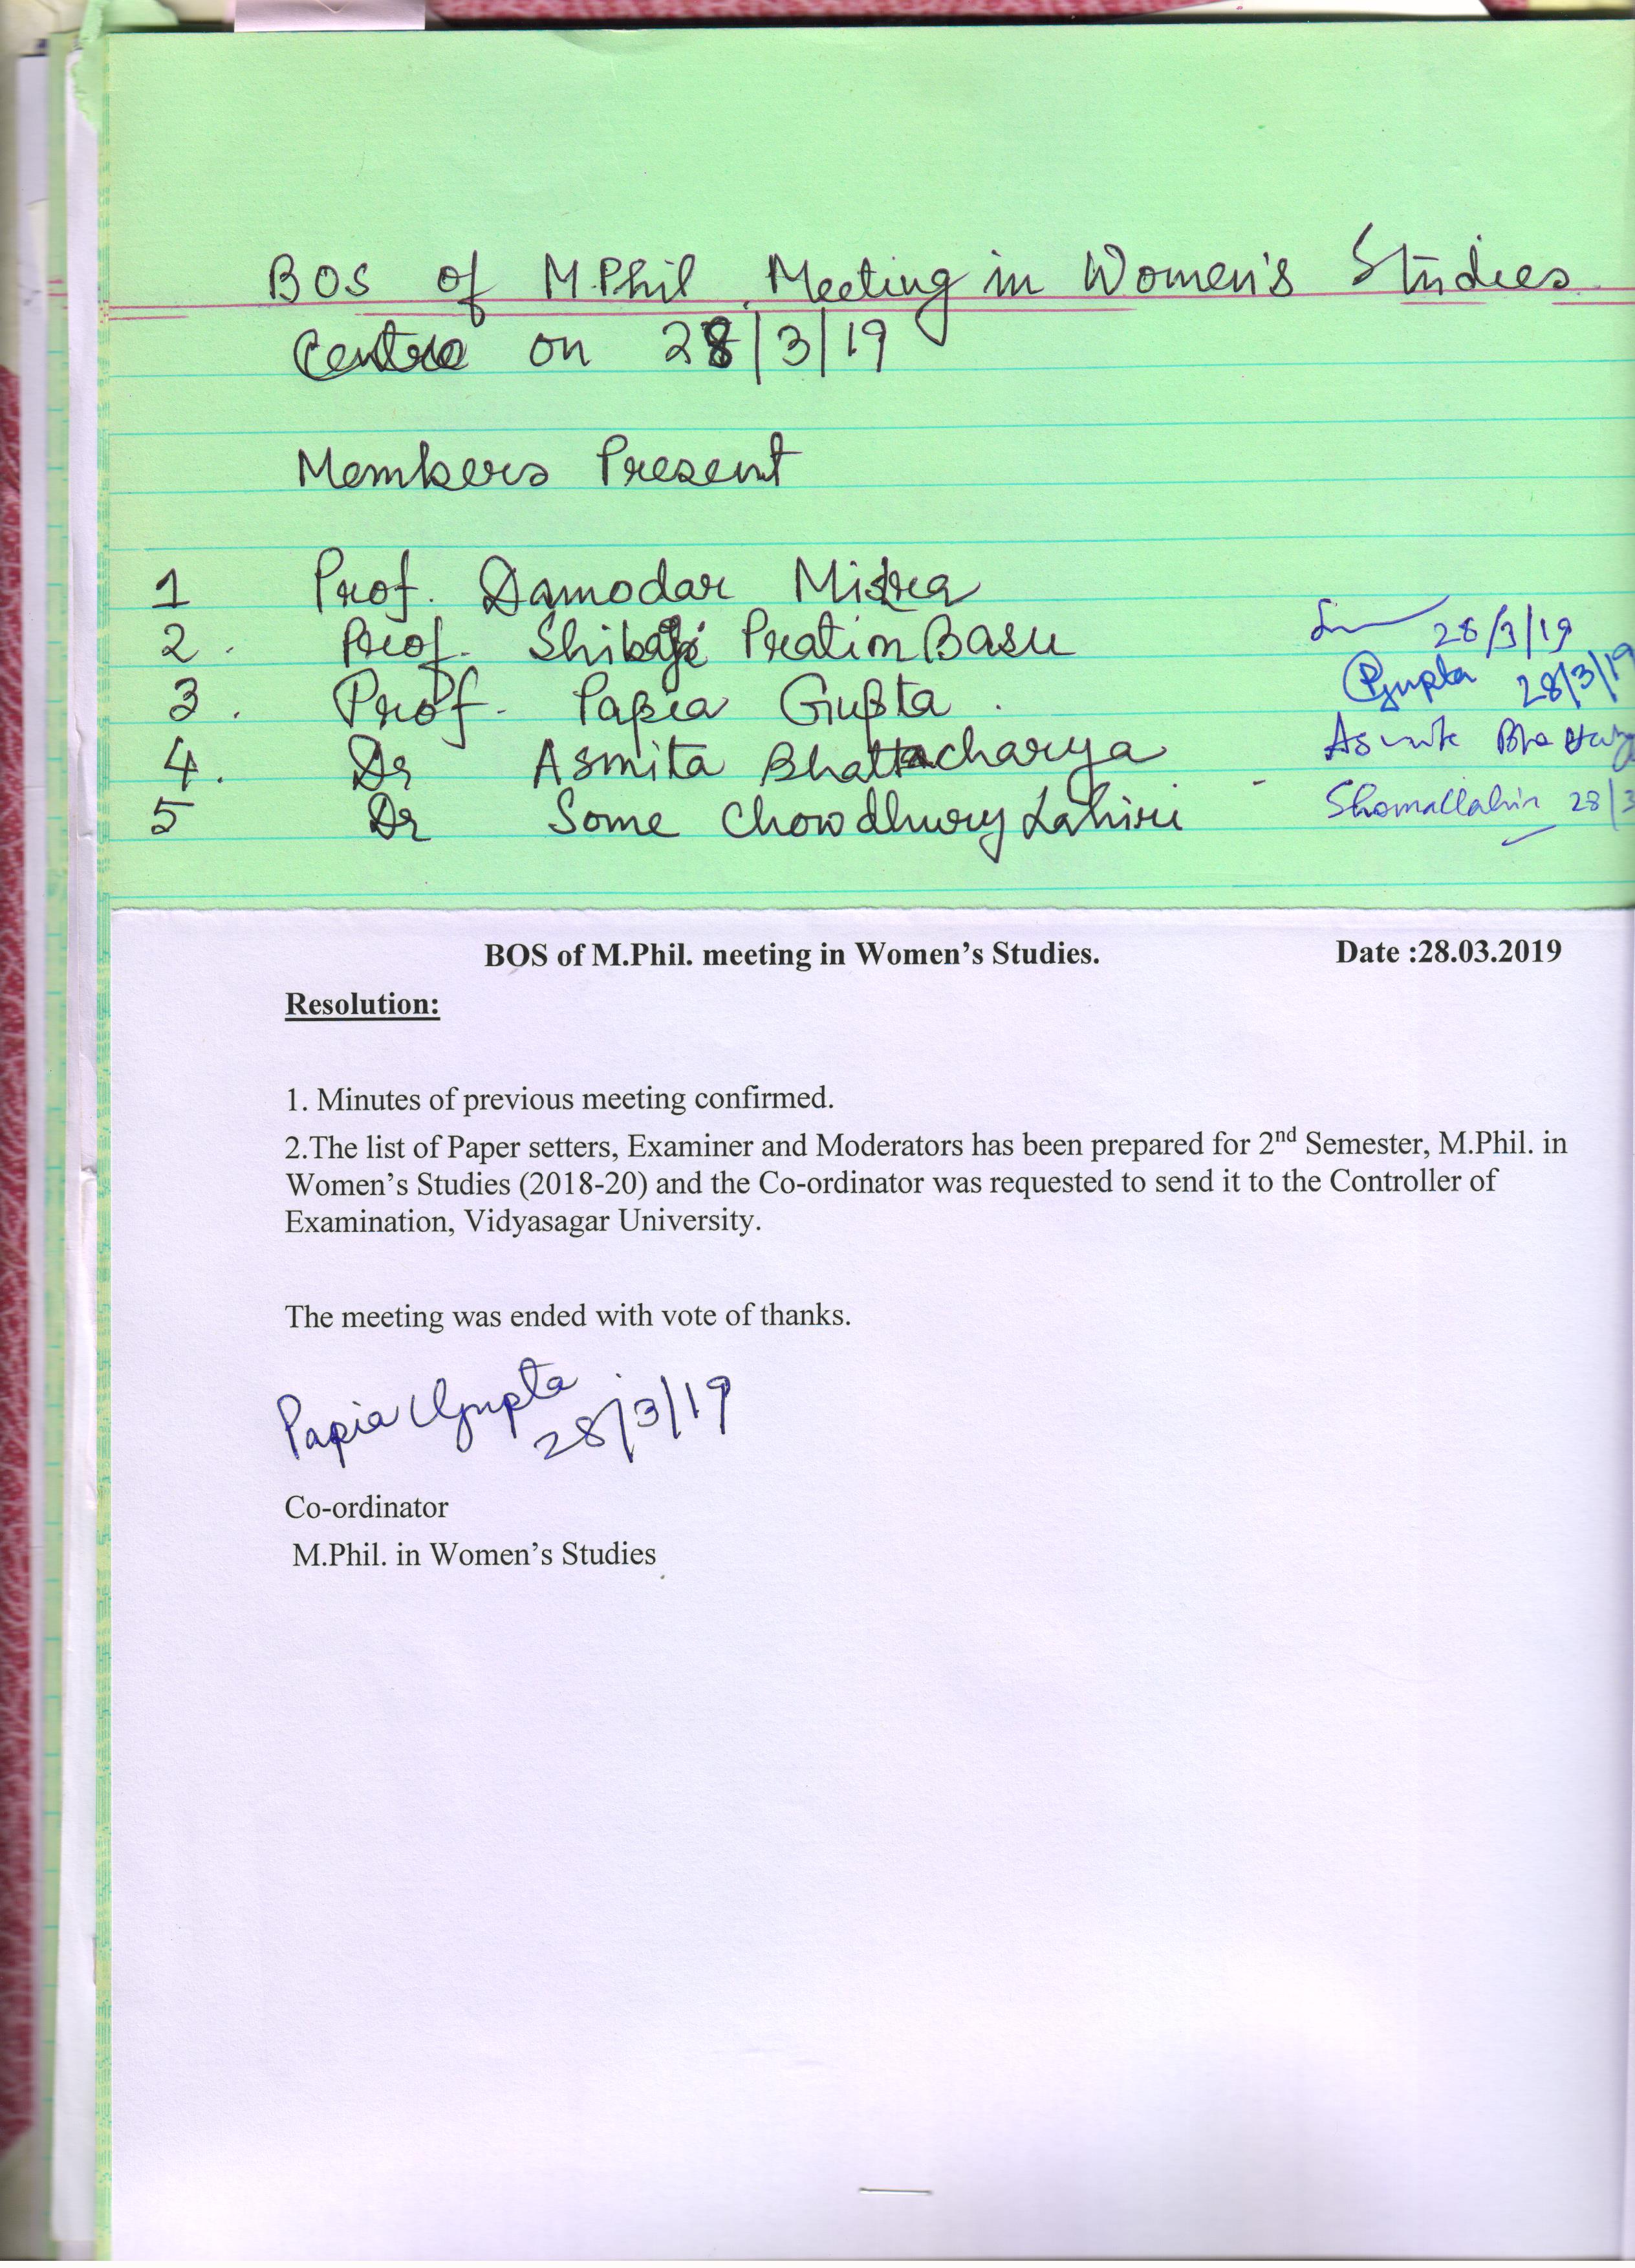 BOS of M.Phil Meeting in Women's Studies
Centre on 28/3/19
Members Present
1 Prof. Damodar Mishra
2. Prof. Shibaji Pratim Basu 28/3/19
3. Prof. Papia Gupta. PGupta 28/3/19
4. Dr Asmita Bhattacharya Asmita
5 Dr Some Chowdhury Lahiri 28/3
BOS of M.Phil. meeting in Women’s Studies. Date :28.03.2019
Resolution:
1. Minutes of previous meeting confirmed.
2.The list of Paper setters, Examiner and Moderators has been prepared for 2nd Semester, M.Phil. in
Women’s Studies (2018-20) and the Co-ordinator was requested to send it to the Controller of
Examination, Vidyasagar University.
The meeting was ended with vote of thanks.
Papia Gupta
28/3/19
Co-ordinator
M.Phil. in Women’s Studies